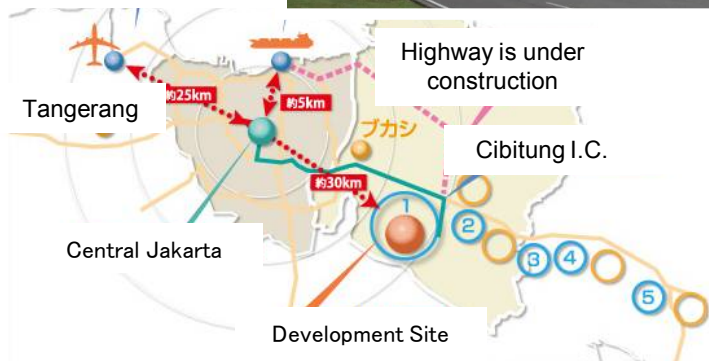 Highway is under
construction
Tangerang
約25km
約5km
ブカシ
Cibitung I.C.
約30km
1
2
3
4
5
Central Jakarta
Development Site